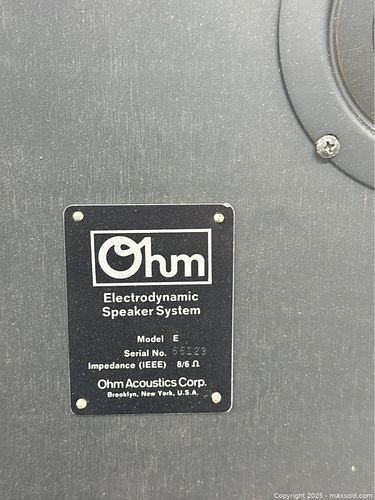 Ohm
Electrodynamic
Speaker System
Model E
Serial No. 66123
Impedance (IEEE) 8/6 Ω
Ohm Acoustics Corp.
Brooklyn, New York, U.S.A.
Copyright © 2025 - maxsold.com